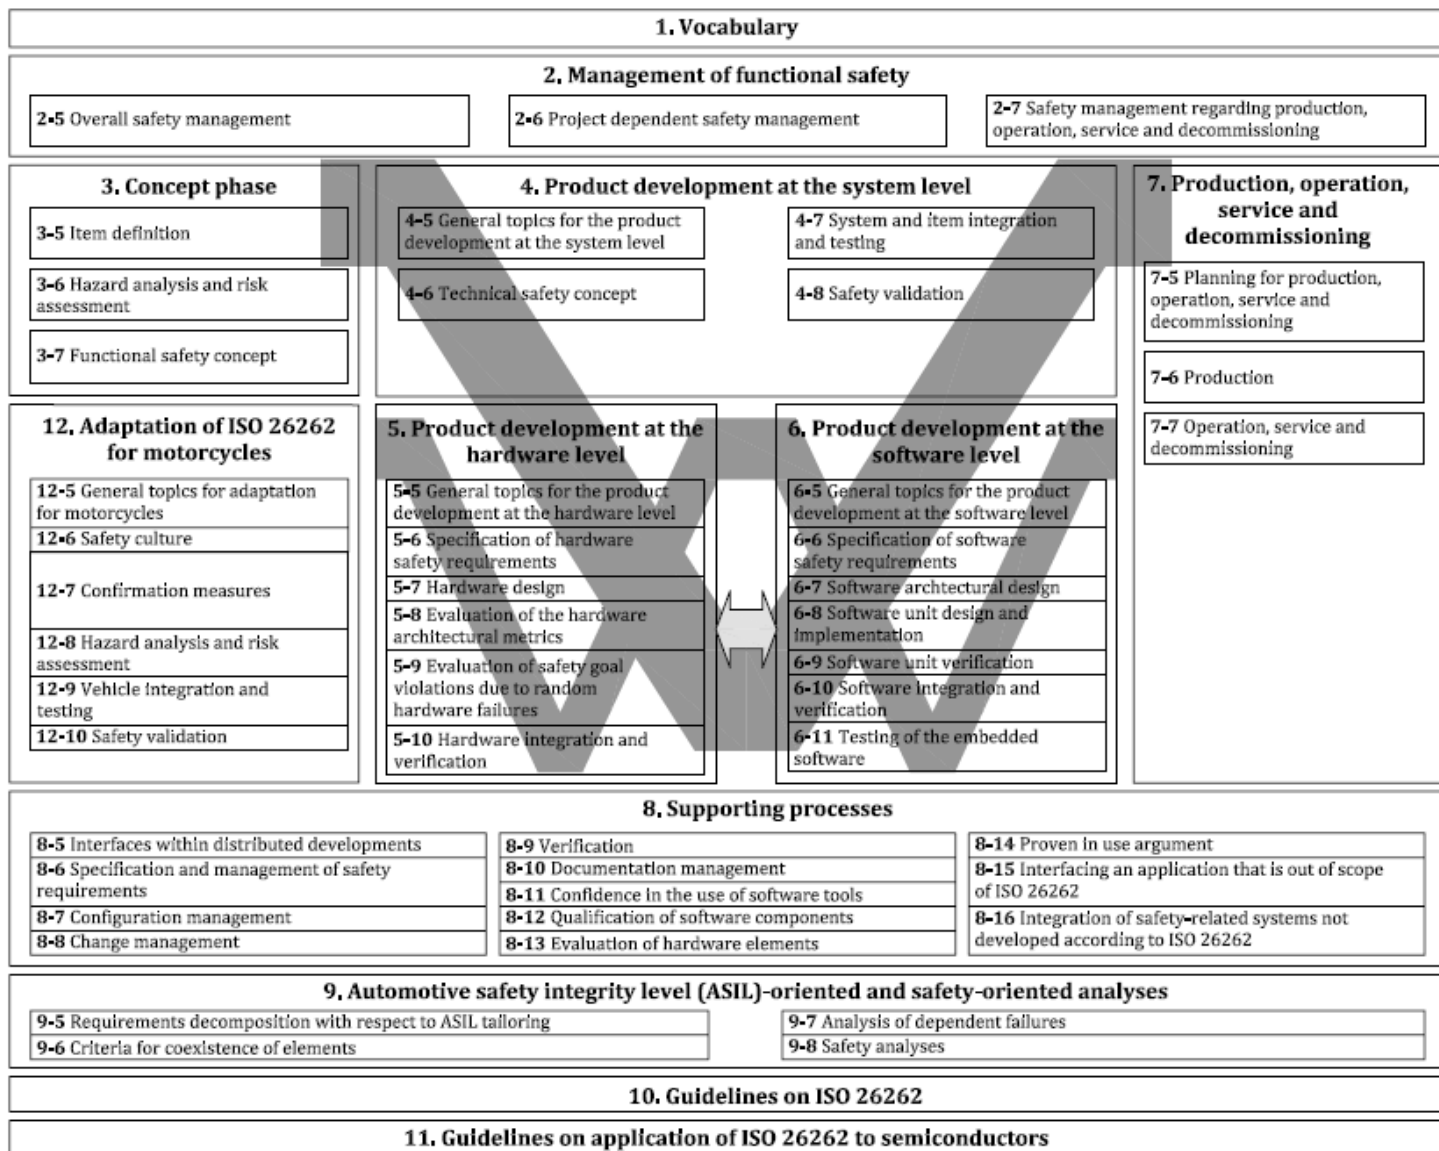 1. Vocabulary
2. Management of functional safety
2-5 Overall safety management
2-6 Project dependent safety management
2-7 Safety management regarding production,
operation, service and decommissioning
3. Concept phase
3-5 Item definition
3-6 Hazard analysis and risk
assessment
3-7 Functional safety concept
4. Product development at the system level
4-5 General topics for the product
development at the system level
4-6 Technical safety concept
4-7 System and item integration
and testing
4-8 Safety validation
7. Production, operation,
service and
decommissioning
7-5 Planning for production,
operation, service and
decommissioning
7-6 Production
7-7 Operation, service and
decommissioning
12. Adaptation of ISO 26262
for motorcycles
12-5 General topics for adaptation
for motorcycles
12-6 Safety culture
12-7 Confirmation measures
12-8 Hazard analysis and risk
assessment
12-9 Vehicle integration and
testing
12-10 Safety validation
5. Product development at the
hardware level
5-5 General topics for the product
development at the hardware level
5-6 Specification of hardware
safety requirements
5-7 Hardware design
5-8 Evaluation of the hardware
architectural metrics
5-9 Evaluation of safety goal
violations due to random
hardware failures
5-10 Hardware integration and
verification
6. Product development at the
software level
6-5 General topics for the product
development at the software level
6-6 Specification of software
safety requirements
6-7 Software archtectural design
6-8 Software unit design and
implementation
6-9 Software unit verification
6-10 Software integration and
verification
6-11 Testing of the embedded
software
8. Supporting processes
8-5 Interfaces within distributed developments
8-6 Specification and management of safety
requirements
8-7 Configuration management
8-8 Change management
8-9 Verification
8-10 Documentation management
8-11 Confidence in the use of software tools
8-12 Qualification of software components
8-13 Evaluation of hardware elements
8-14 Proven in use argument
8-15 Interfacing an application that is out of scope
of ISO 26262
8-16 Integration of safety-related systems not
developed according to ISO 26262
9. Automotive safety integrity level (ASIL)-oriented and safety-oriented analyses
9-5 Requirements decomposition with respect to ASIL tailoring
9-6 Criteria for coexistence of elements
9-7 Analysis of dependent failures
9-8 Safety analyses
10. Guidelines on ISO 26262
11. Guidelines on application of ISO 26262 to semiconductors